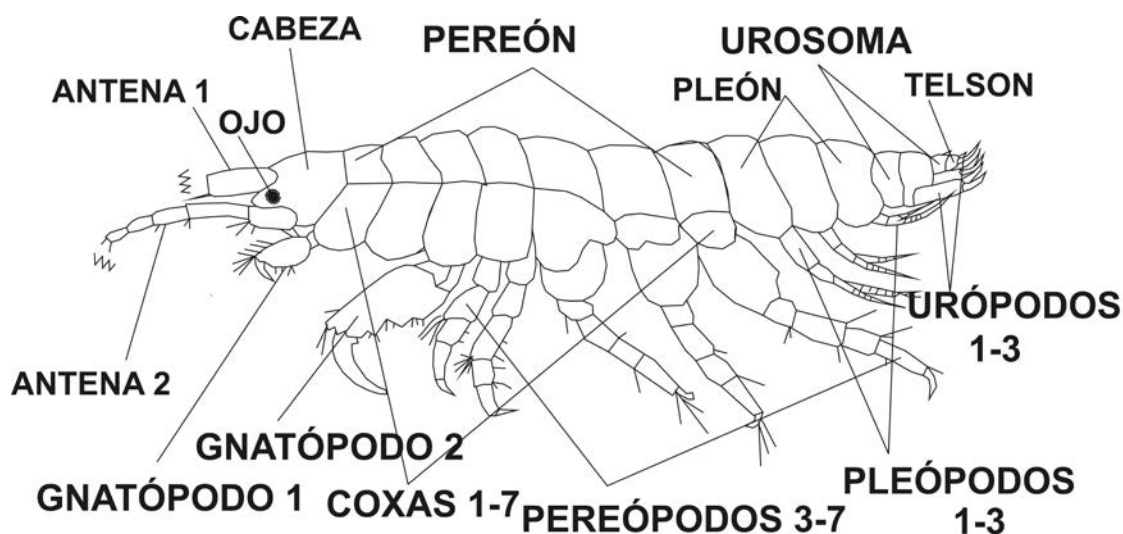 CABEZA
PEREÓN
UROSOMA
ANTENA 1
PLEÓN
TELSON
OJO
URÓPODOS
1-3
ANTENA 2
GNATÓPODO 2
GNATÓPODO 1
COXAS 1-7
PEREÓPODOS 3-7
PLEÓPODOS
1-3